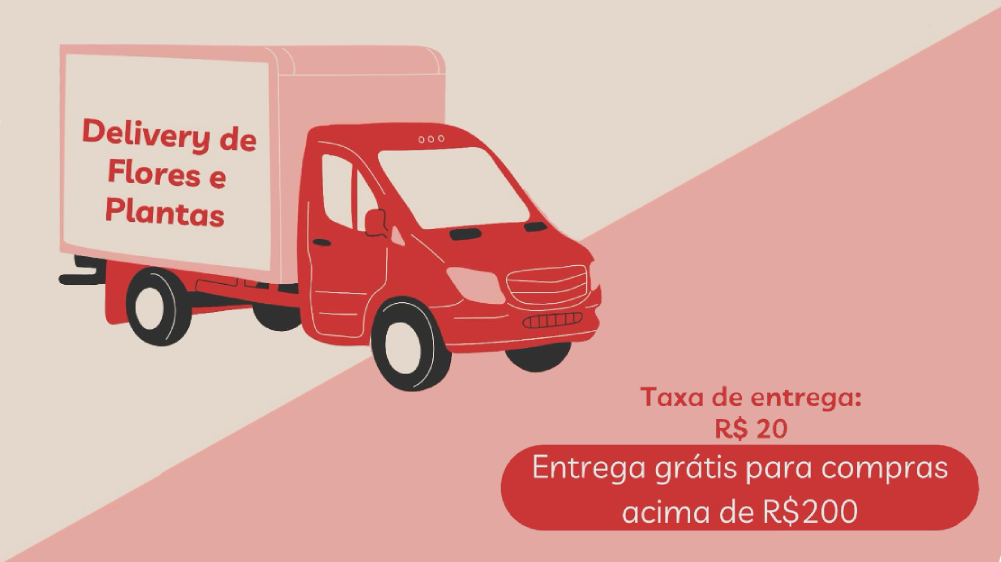 Delivery de
Flores e
Plantas
Taxa de entrega:
R$ 20
Entrega grátis para compras
acima de R$200